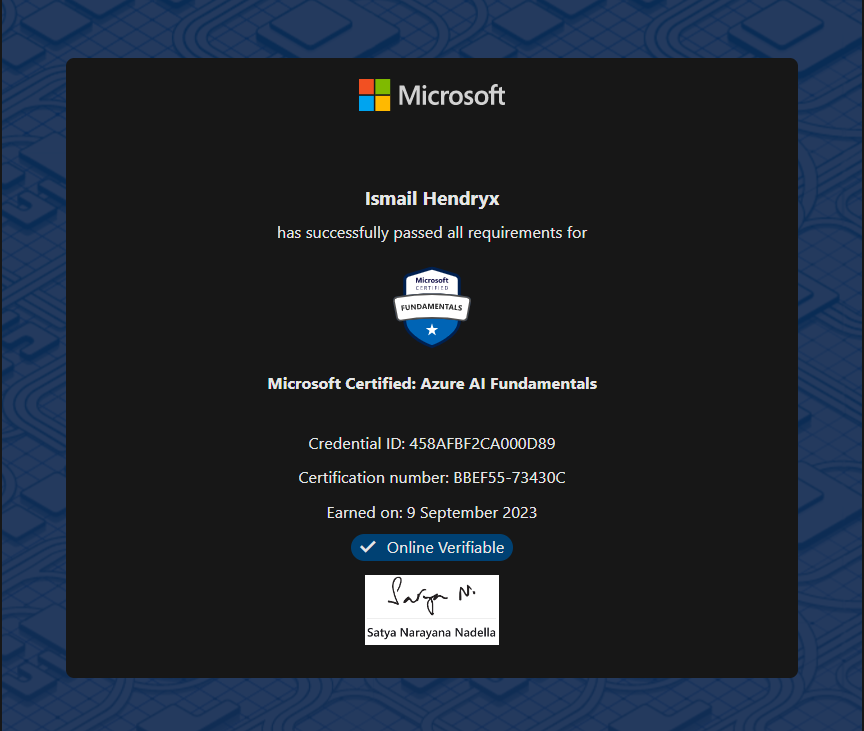 Microsoft
Ismail Hendryx
has successfully passed all requirements for
Microsoft
CERTIFIED
FUNDAMENTALS
Microsoft Certified: Azure AI Fundamentals
Credential ID: 458AFBF2CA000D89
Certification number: BBEF55-73430C
Earned on: 9 September 2023
Online Verifiable
Satya N.
Satya Narayana Nadella